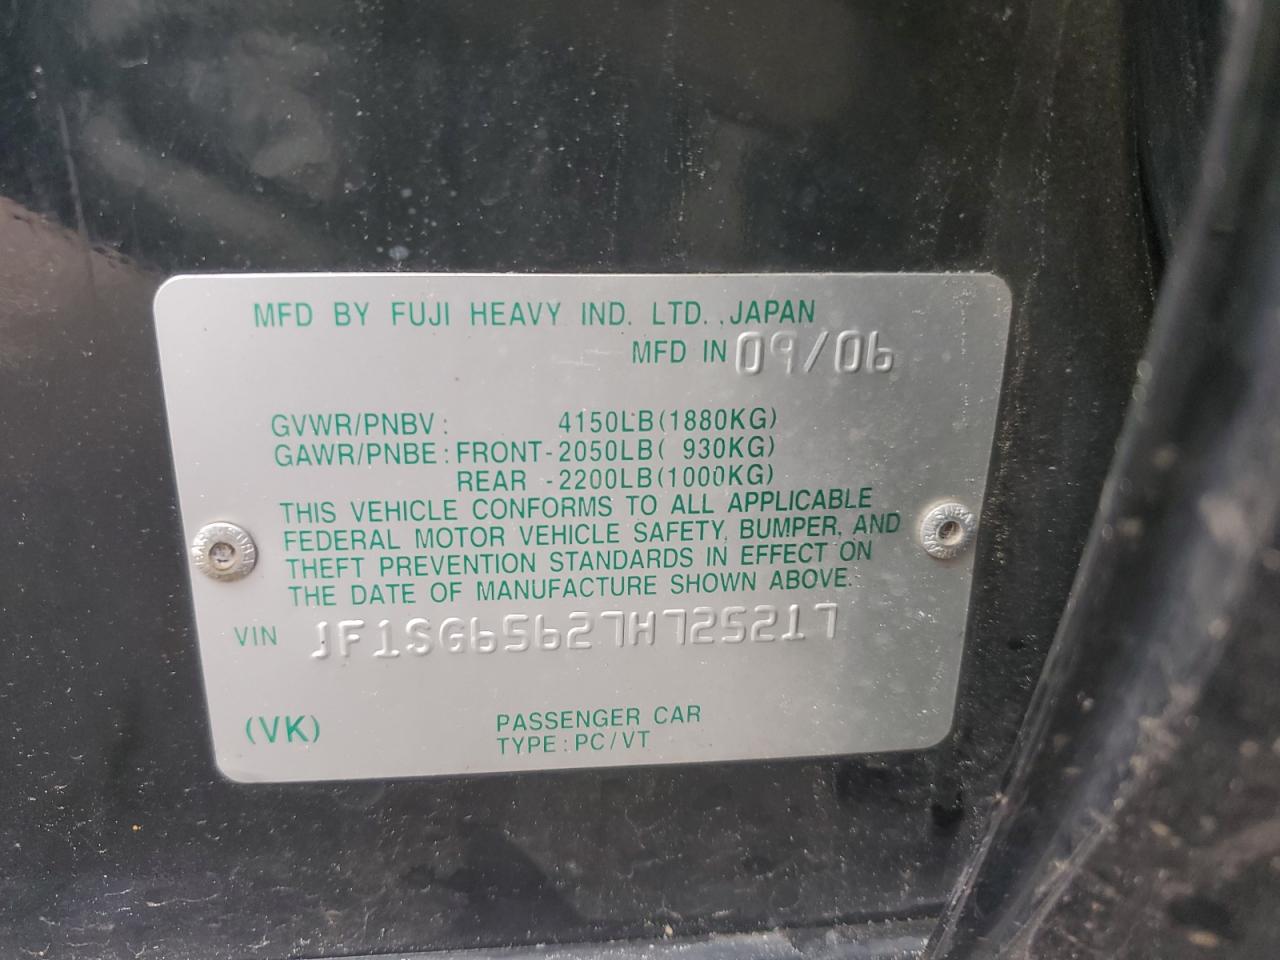 MFD BY FUJI HEAVY IND. LTD., JAPAN
MFD IN 09/06
GVWR/PNBV: 4150LB(1880KG)
GAWR/PNBE: FRONT-2050LB( 930KG)
REAR -2200LB(1000KG)
THIS VEHICLE CONFORMS TO ALL APPLICABLE
FEDERAL MOTOR VEHICLE SAFETY, BUMPER, AND
THEFT PREVENTION STANDARDS IN EFFECT ON
THE DATE OF MANUFACTURE SHOWN ABOVE.
VIN JF1SG65627H725217
(VK)
PASSENGER CAR
TYPE: PC/VT